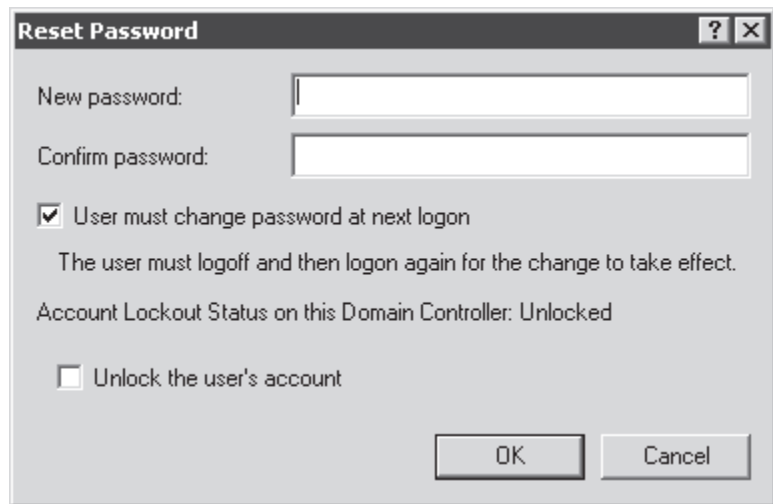 Reset Password
New password:
Confirm password:
User must change password at next logon
The user must logoff and then logon again for the change to take effect.
Account Lockout Status on this Domain Controller: Unlocked
Unlock the user's account
OK Cancel